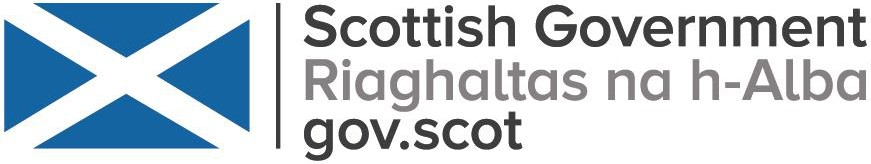 Scottish Government
Riaghaltas na h-Alba
gov.scot